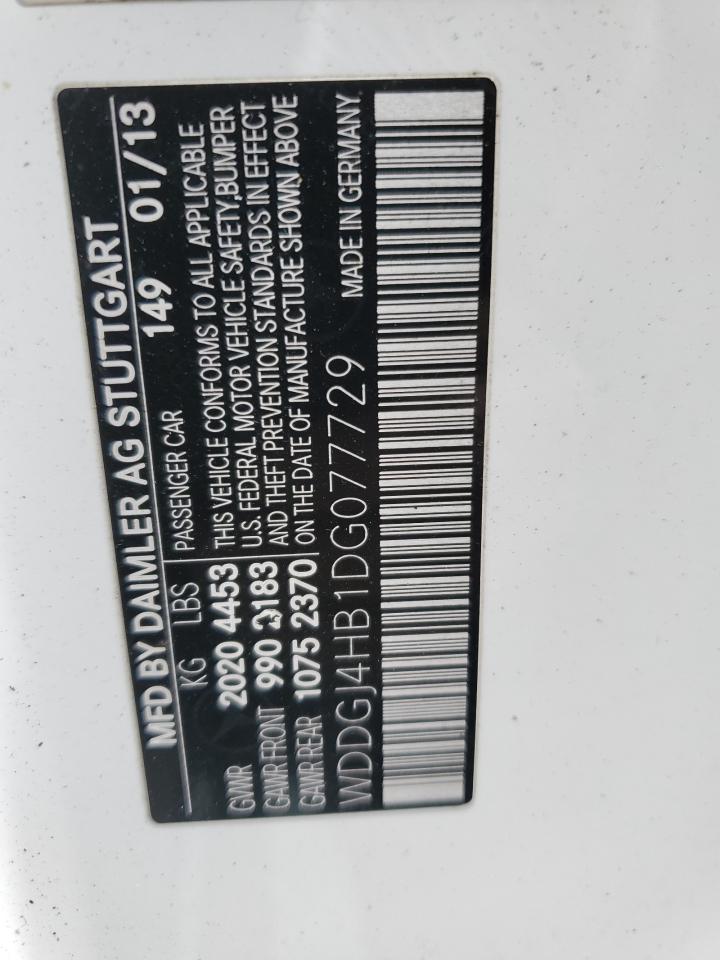 MFD BY DAIMLER AG STUTTGART
149 01/13
KG LBS PASSENGER CAR
GVWR 2020 4453
GAWR FRONT 990 2183
GAWR REAR 1075 2370
THIS VEHICLE CONFORMS TO ALL APPLICABLE
U.S. FEDERAL MOTOR VEHICLE SAFETY,BUMPER
AND THEFT PREVENTION STANDARDS IN EFFECT
ON THE DATE OF MANUFACTURE SHOWN ABOVE
WDDGJ4HB1DG077729 MADE IN GERMANY